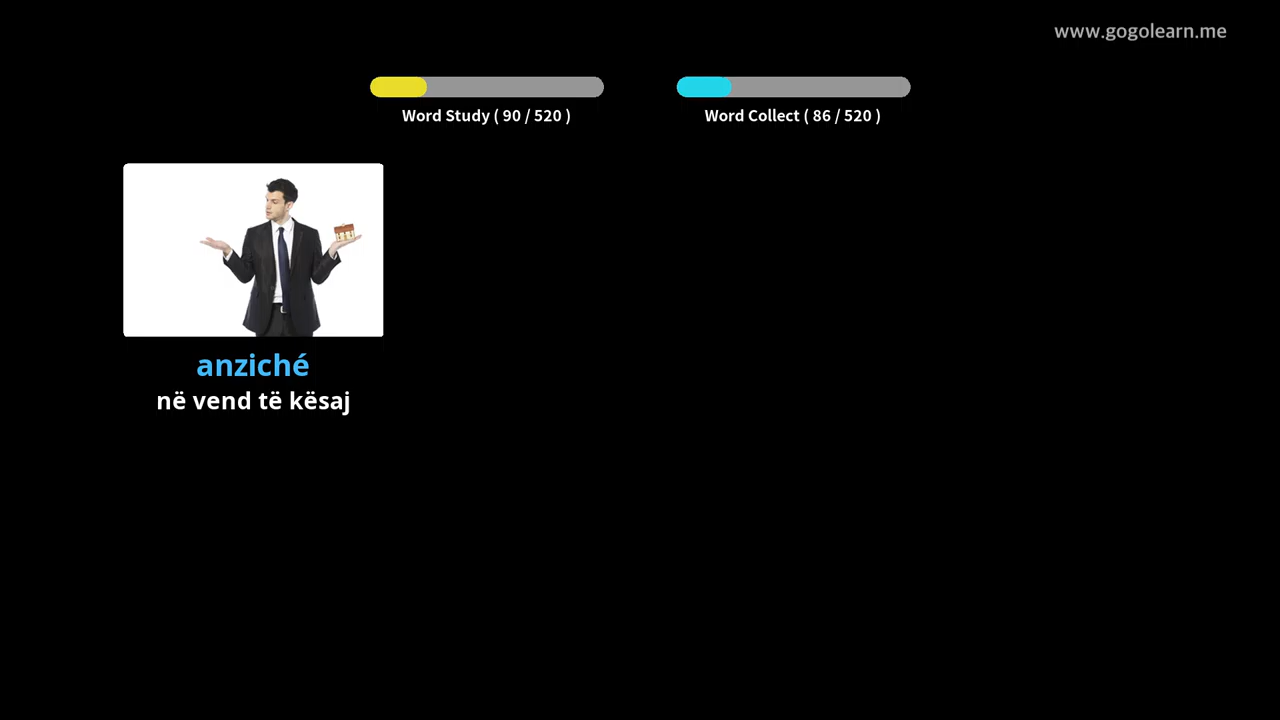 www.gogolearn.me
Word Study ( 90 / 520 )
Word Collect ( 86 / 520 )
anziché
në vend të kësaj